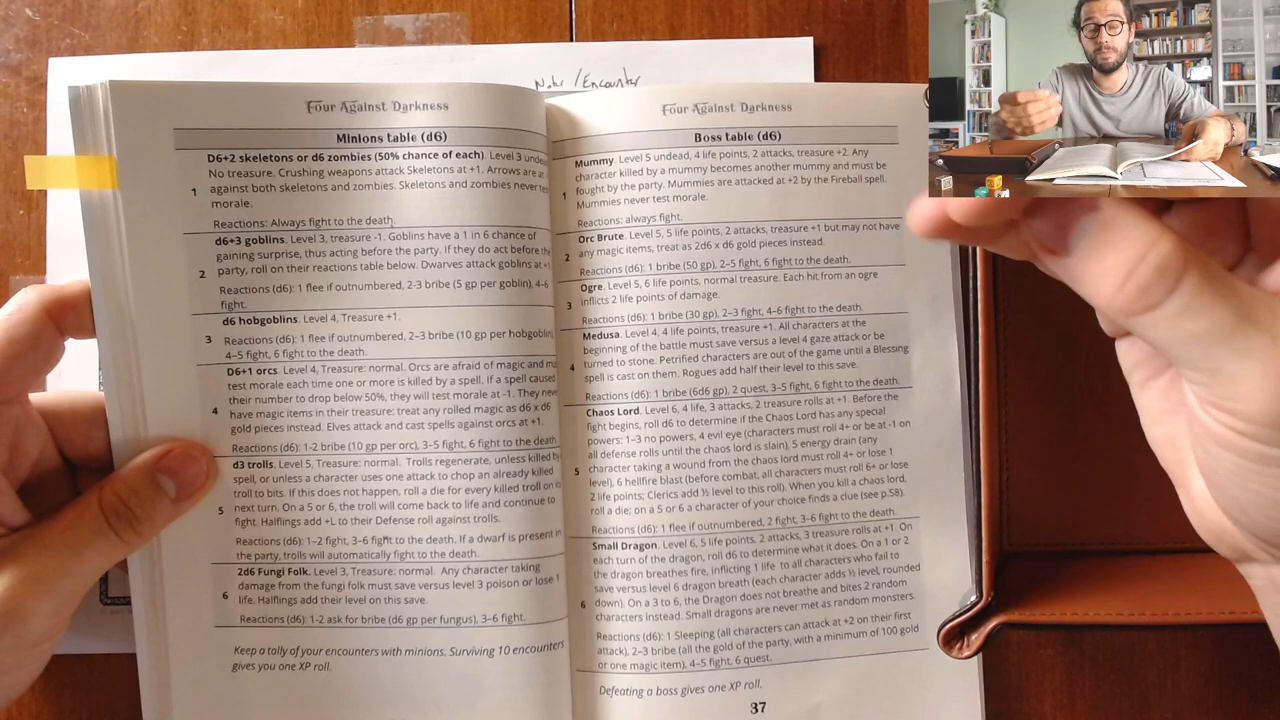 Notes/Encounter
Four Against Darkness
Minions table (d6)
D6+2 skeletons or d6 zombies (50% chance of each). Level 3
No treasure. Crushing weapons attack Skeletons at +1. Arrows are
1 against both skeletons and zombies. Skeletons and zombies never
morale.
Reactions: Always fight to the death.
d6+3 goblins. Level 3, treasure -1. Goblins have a 1 in 6 chance of
gaining surprise, thus acting before the party. If they do act before the
2 party, roll on their reactions table below. Dwarves attack goblins at
Reactions (d6): 1 flee if outnumbered, 2-3 bribe (5 gp per goblin), 4-6
fight.
d6 hobgoblins. Level 4, Treasure +1.
3 Reactions (d6): 1 flee if outnumbered, 2–3 bribe (10 gp per hobgoblin
4–5 fight, 6 fight to the death.
D6+1 orcs. Level 4, Treasure: normal. Orcs are afraid of magic and
test morale each time one or more is killed by a spell. If a spell caused
their number to drop below 50%, they will test morale at -1. They
4 have magic items in their treasure: treat any rolled magic as d6 x d6
gold pieces instead. Elves attack and cast spells against orcs at +1.
Reactions (d6): 1-2 bribe (10 gp per orc), 3–5 fight, 6 fight to the death.
d3 trolls. Level 5, Treasure: normal. Trolls regenerate, unless killed by
spell, or unless a character uses one attack to chop an already killed
troll to bits. If this does not happen, roll a die for every killed troll on
5 next turn. On a 5 or 6, the troll will come back to life and continue to
fight. Halflings add +L to their Defense roll against trolls.
Reactions (d6): 1–2 fight, 3–6 fight to the death. If a dwarf is present in
the party, trolls will automatically fight to the death.
2d6 Fungi Folk. Level 3, Treasure: normal. Any character taking
damage from the fungi folk must save versus level 3 poison or lose 1
6 life. Halflings add their level on this save.
Reactions (d6): 1-2 ask for bribe (d6 gp per fungus), 3–6 fight.
Keep a tally of your encounters with minions. Surviving 10 encounters
gives you one XP roll.
Four Against Darkness
Boss table (d6)
Mummy. Level 5 undead, 4 life points, 2 attacks, treasure +2. Any
character killed by a mummy becomes another mummy and must be
1 fought by the party. Mummies are attacked at +2 by the Fireball spell.
Mummies never test morale.
Reactions: always fight.
Orc Brute. Level 5, 5 life points, 2 attacks, treasure +1 but may not have
2 any magic items, treat as 2d6 x d6 gold pieces instead.
Reactions (d6): 1 bribe (50 gp), 2–5 fight, 6 fight to the death.
Ogre. Level 5, 6 life points, normal treasure. Each hit from an ogre
3 inflicts 2 life points of damage.
Reactions (d6): 1 bribe (30 gp), 2–3 fight, 4–6 fight to the death.
Medusa. Level 4, 4 life points, treasure +1. All characters at the
beginning of the battle must save versus a level 4 gaze attack or be
4 turned to stone. Petrified characters are out of the game until a Blessing
spell is cast on them. Rogues add half their level to this save.
Reactions (d6): 1 bribe (6d6 gp), 2 quest, 3–5 fight, 6 fight to the death.
Chaos Lord. Level 6, 4 life, 3 attacks, 2 treasure rolls at +1. Before the
fight begins, roll d6 to determine if the Chaos Lord has any special
powers: 1–3 no powers, 4 evil eye (characters must roll 4+ or be at -1 on
all defense rolls until the chaos lord is slain), 5 energy drain (any
5 character taking a wound from the chaos lord must roll 4+ or lose 1
level), 6 hellfire blast (before combat, all characters must roll 6+ or lose
2 life points; Clerics add ½ level to this roll). When you kill a chaos lord,
roll a die; on a 5 or 6 a character of your choice finds a clue (see p.58).
Reactions (d6): 1 flee if outnumbered, 2 fight, 3–6 fight to the death.
Small Dragon. Level 6, 5 life points, 2 attacks, 3 treasure rolls at +1. On
each turn of the dragon, roll d6 to determine what it does. On a 1 or 2
the dragon breathes fire, inflicting 1 life to all characters who fail to
save versus level 6 dragon breath (each character adds ½ level, rounded
6 down). On a 3 to 6, the Dragon does not breathe and bites 2 random
characters instead. Small dragons are never met as random monsters.
Reactions (d6): 1 Sleeping (all characters can attack at +2 on their first
attack), 2–3 bribe (all the gold of the party, with a minimum of 100 gold
or one magic item), 4–5 fight, 6 quest.
Defeating a boss gives one XP roll.
37